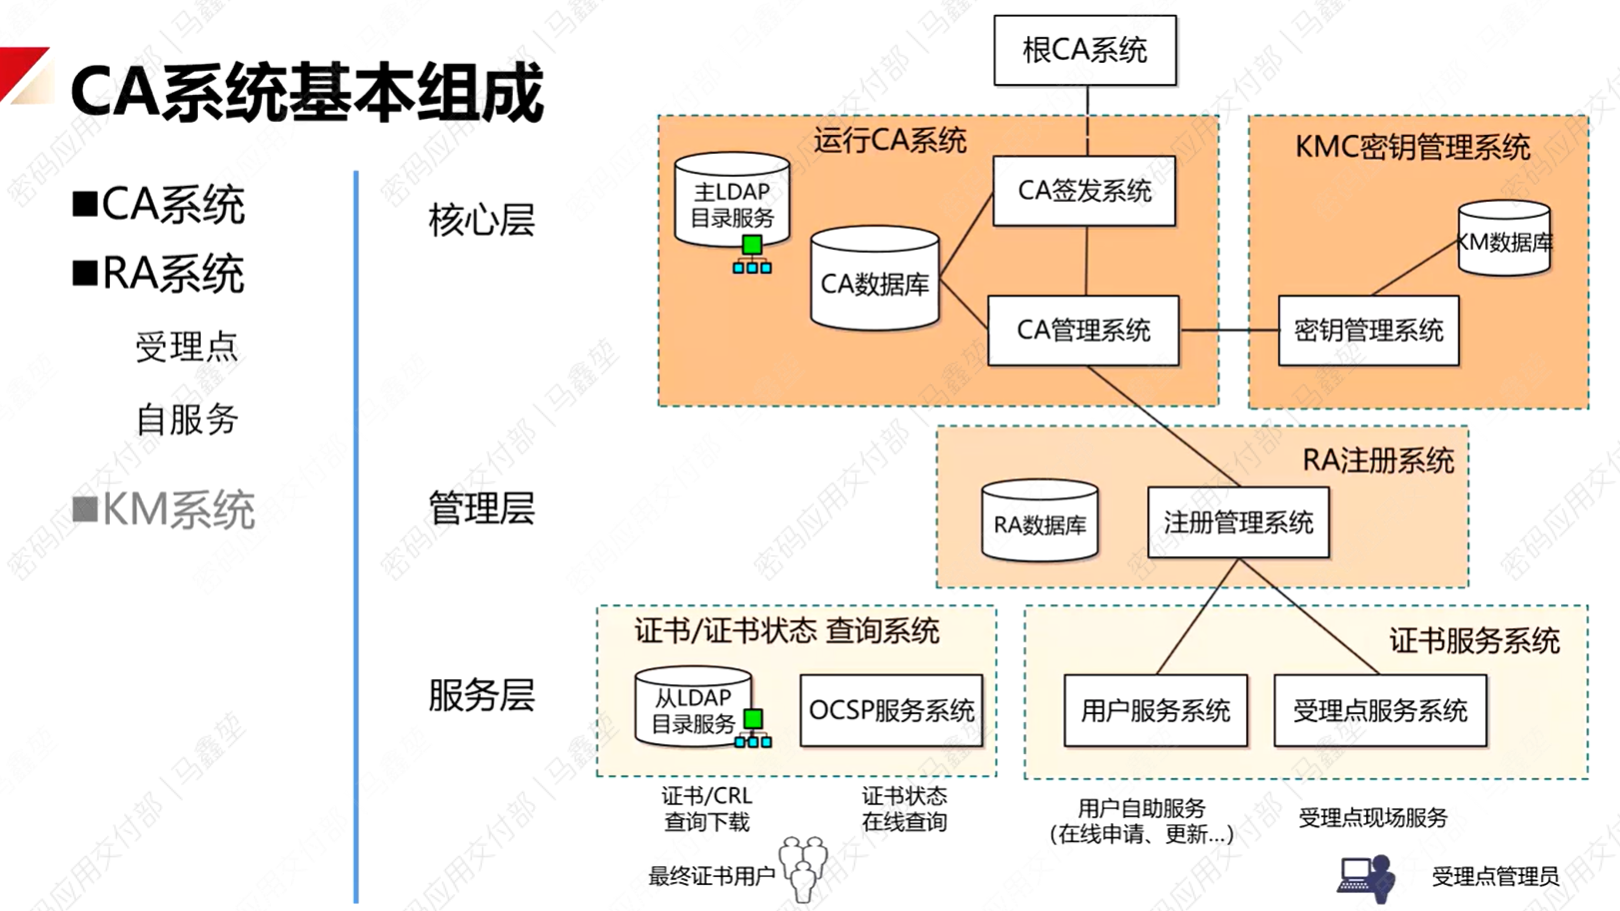 CA系统基本组成
■CA系统
■RA系统
受理点
自服务
■KM系统
核心层
管理层
服务层
根CA系统
运行CA系统
主LDAP
目录服务
CA数据库
CA签发系统
CA管理系统
KMC密钥管理系统
KM数据库
密钥管理系统
RA注册系统
RA数据库
注册管理系统
证书/证书状态 查询系统
从LDAP
目录服务
OCSP服务系统
证书服务系统
用户服务系统
受理点服务系统
证书/CRL
查询下载
证书状态
在线查询
用户自助服务
(在线申请、更新...)
受理点现场服务
最终证书用户
受理点管理员
密码应用交付部 | 马鑫堃